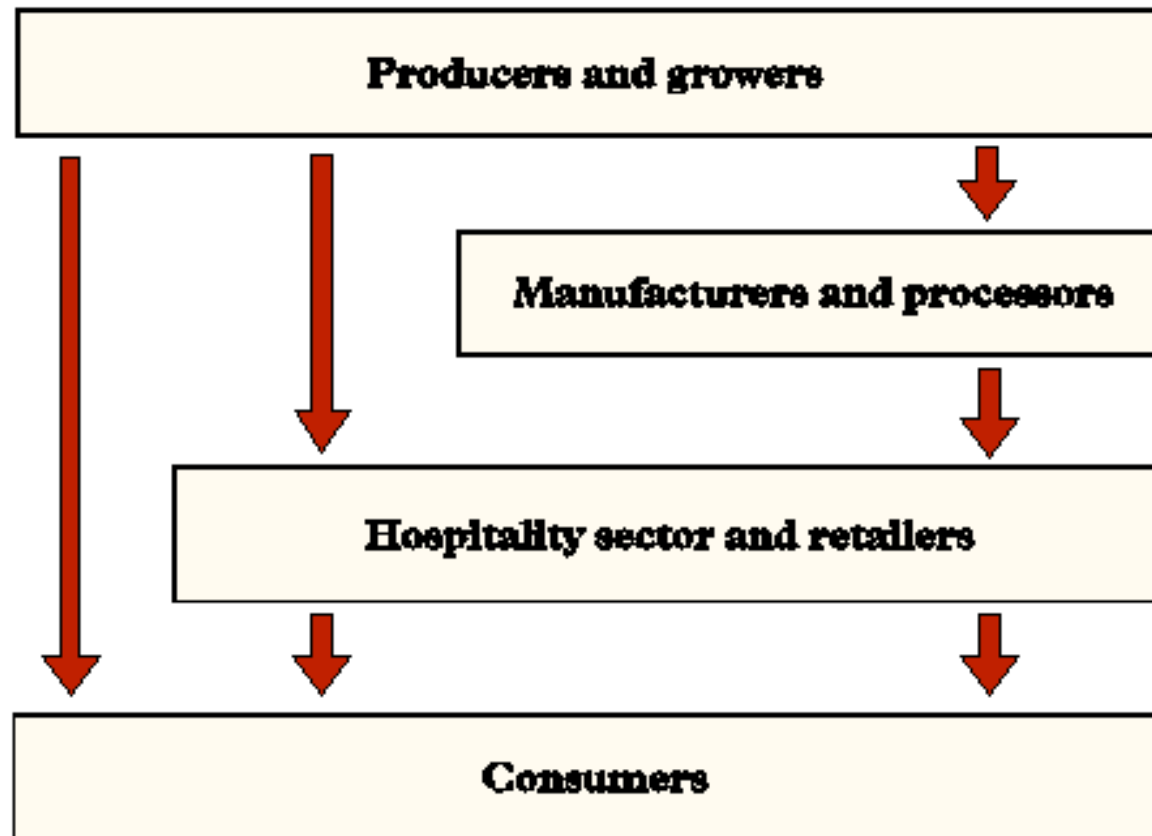 Producers and growers
Manufacturers and processors
Hospitality sector and retailers
Consumers